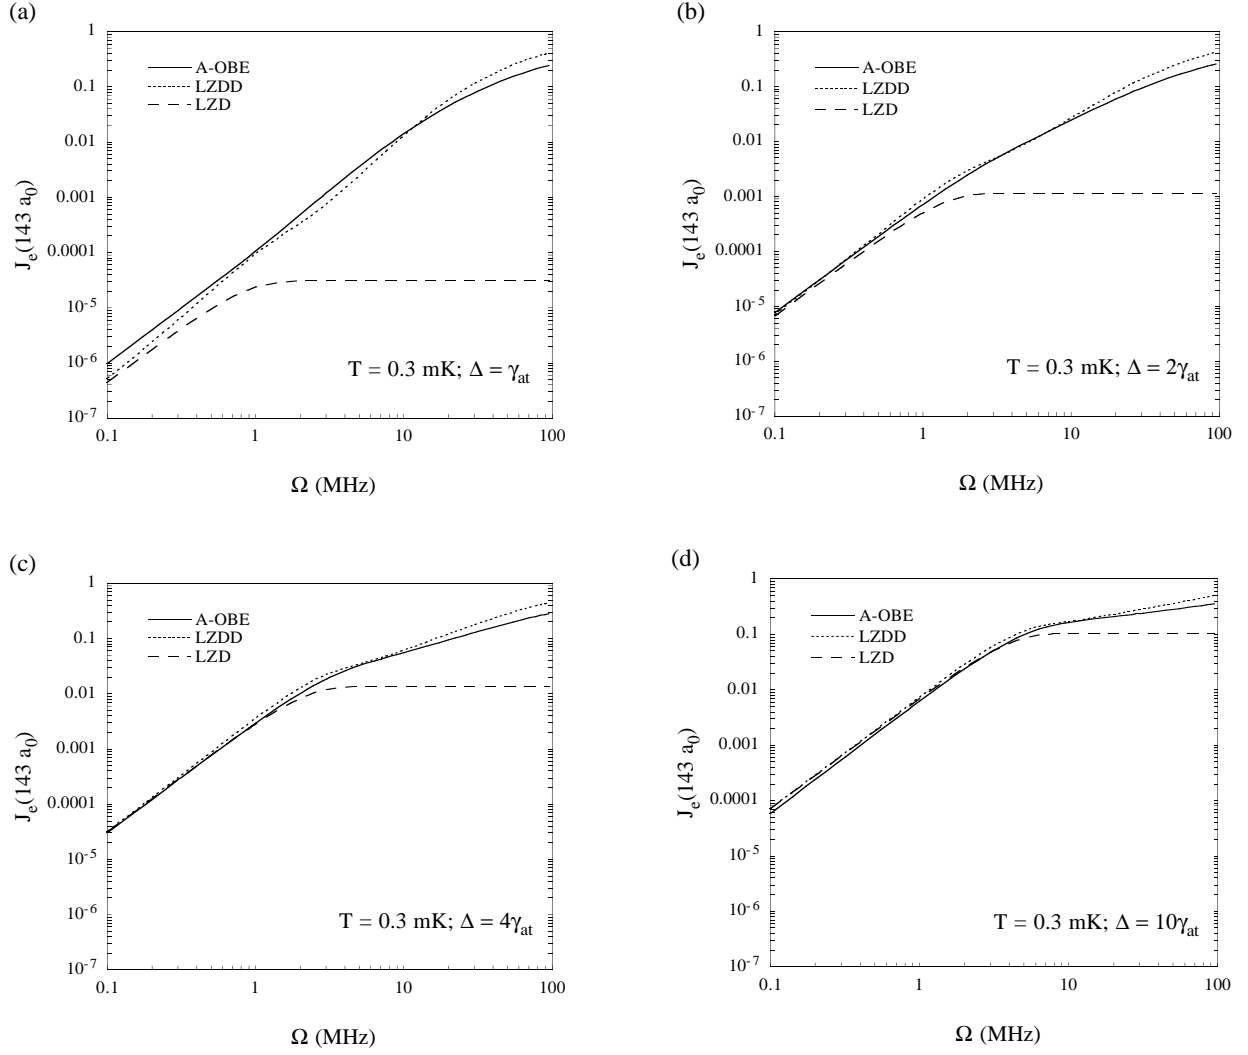 (a)
1
0.1
0.01
0.001
0.0001
10-5
10-6
10-7
Je(143 a0)
A-OBE
LZDD
LZD
T = 0.3 mK; Δ = γat
0.1 1 10 100
Ω (MHz)
(b)
1
0.1
0.01
0.001
0.0001
10-5
10-6
10-7
Je(143 a0)
A-OBE
LZDD
LZD
T = 0.3 mK; Δ = 2γat
0.1 1 10 100
Ω (MHz)
(c)
1
0.1
0.01
0.001
0.0001
10-5
10-6
10-7
Je(143 a0)
A-OBE
LZDD
LZD
T = 0.3 mK; Δ = 4γat
0.1 1 10 100
Ω (MHz)
(d)
1
0.1
0.01
0.001
0.0001
10-5
10-6
10-7
Je(143 a0)
A-OBE
LZDD
LZD
T = 0.3 mK; Δ = 10γat
0.1 1 10 100
Ω (MHz)